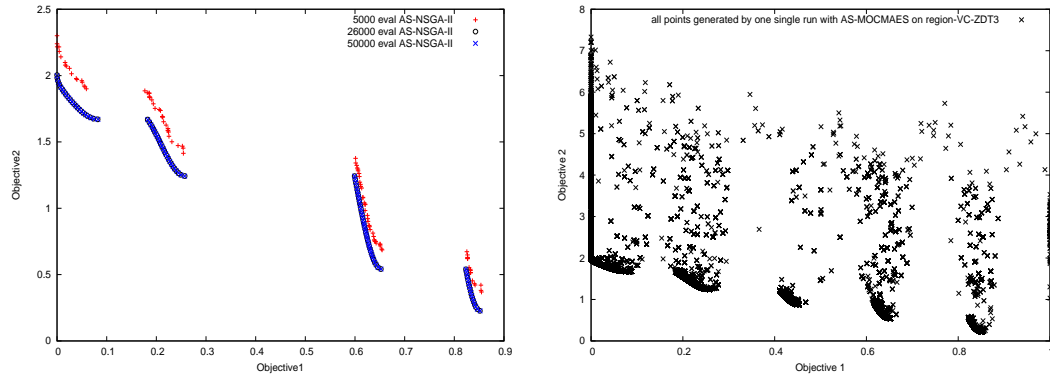 5000 eval AS-NSGA-II
26000 eval AS-NSGA-II
50000 eval AS-NSGA-II
2.5
2
1.5
1
0.5
0
Objective2
0 0.1 0.2 0.3 0.4 0.5 0.6 0.7 0.8 0.9
Objective1
all points generated by one single run with AS-MOCMAES on region-VC-ZDT3
8
7
6
5
4
3
2
1
0
Objective 2
0 0.2 0.4 0.6 0.8 1
Objective 1